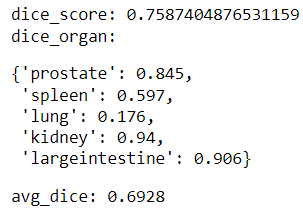 dice_score: 0.7587404876531159
dice_organ:
{'prostate': 0.845,
 'spleen': 0.597,
 'lung': 0.176,
 'kidney': 0.94,
 'largeintestine': 0.906}
avg_dice: 0.6928